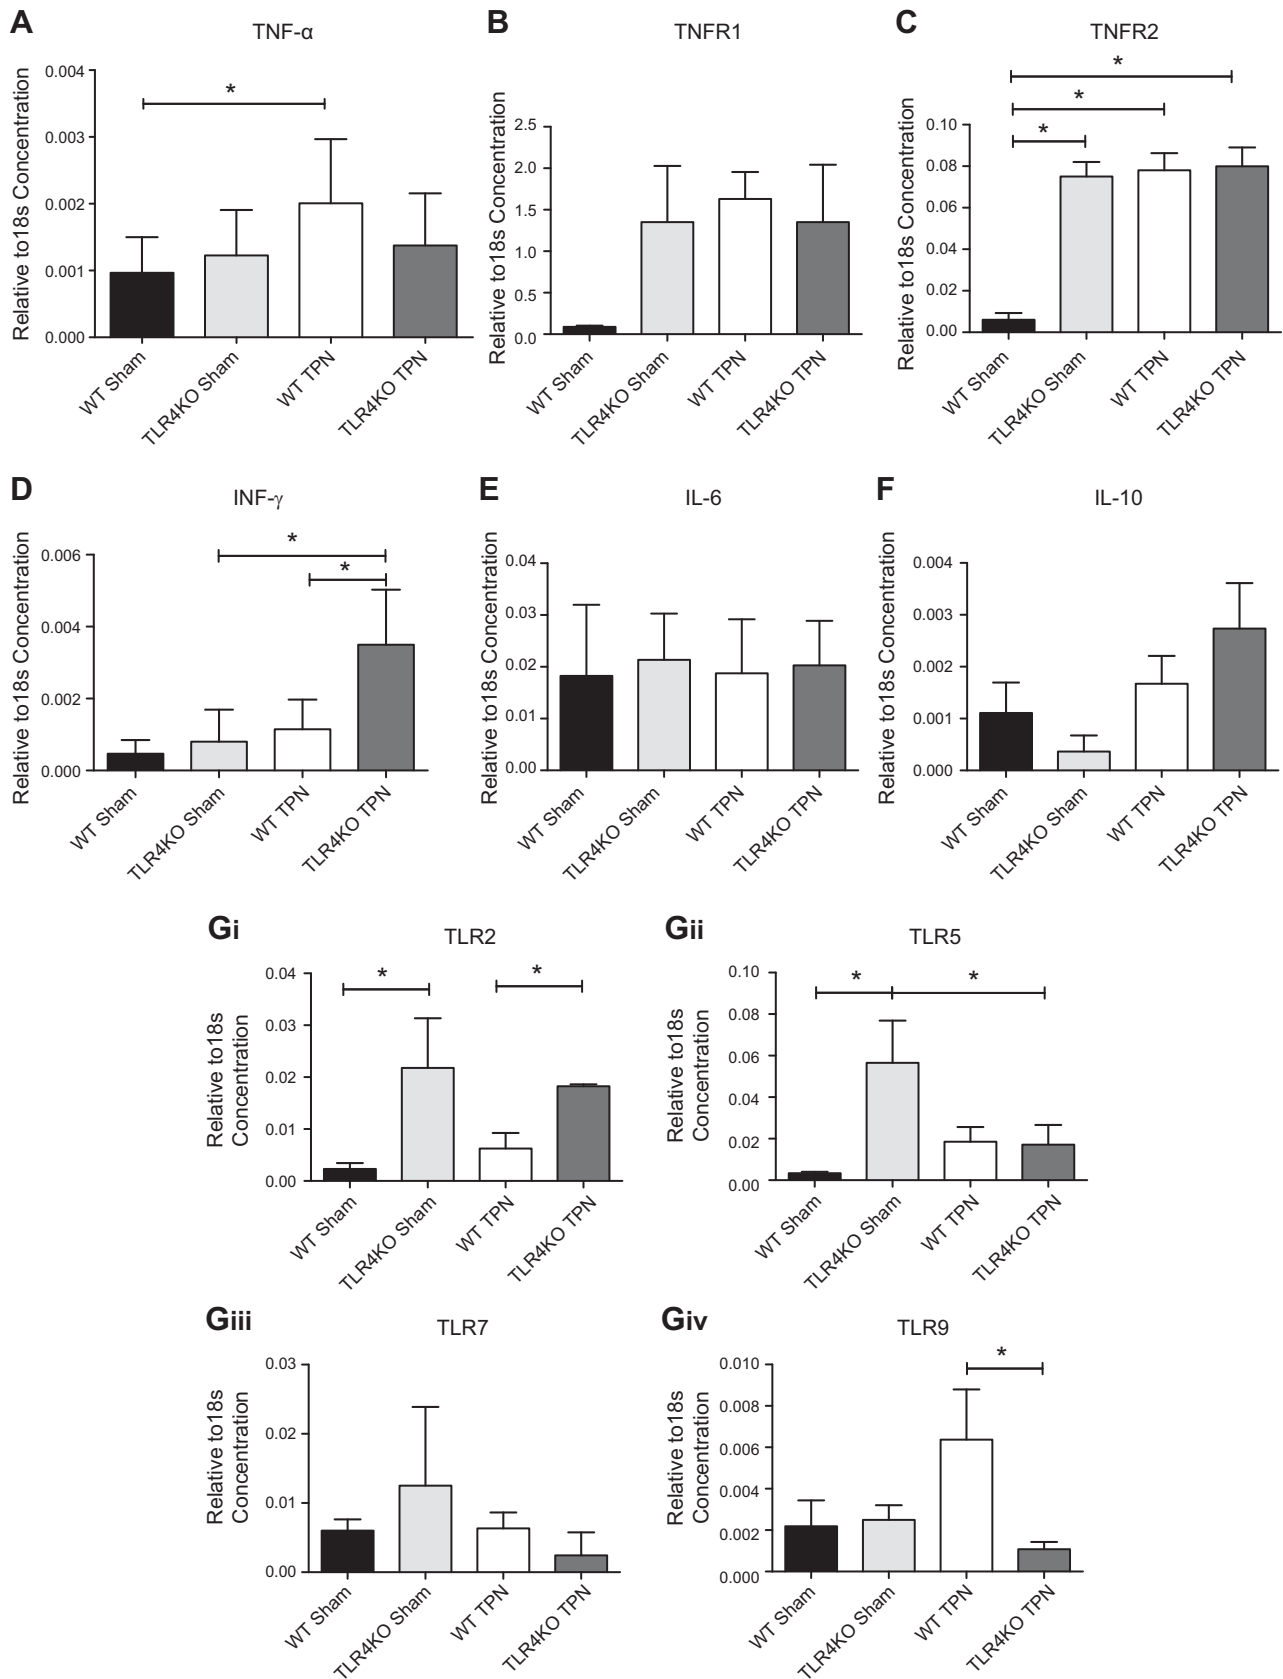 A
TNF-α
Relative to18s Concentration
0.004
0.003
0.002
0.001
0.000
*
WT Sham
TLR4KO Sham
WT TPN
TLR4KO TPN
B
TNFR1
Relative to18s Concentration
2.5
2.0
1.5
1.0
0.5
0.0
WT Sham
TLR4KO Sham
WT TPN
TLR4KO TPN
C
TNFR2
Relative to18s Concentration
0.10
0.08
0.06
0.04
0.02
0.00
*
*
*
WT Sham
TLR4KO Sham
WT TPN
TLR4KO TPN
D
INF-γ
Relative to18s Concentration
0.006
0.004
0.002
0.000
*
*
WT Sham
TLR4KO Sham
WT TPN
TLR4KO TPN
E
IL-6
Relative to18s Concentration
0.04
0.03
0.02
0.01
0.00
WT Sham
TLR4KO Sham
WT TPN
TLR4KO TPN
F
IL-10
Relative to18s Concentration
0.004
0.003
0.002
0.001
0.000
WT Sham
TLR4KO Sham
WT TPN
TLR4KO TPN
Gi
TLR2
Relative to18s
Concentration
0.04
0.03
0.02
0.01
0.00
*
*
WT Sham
TLR4KO Sham
WT TPN
TLR4KO TPN
Gii
TLR5
Relative to18s
Concentration
0.10
0.08
0.06
0.04
0.02
0.00
*
*
WT Sham
TLR4KO Sham
WT TPN
TLR4KO TPN
Giii
TLR7
Relative to18s
Concentration
0.03
0.02
0.01
0.00
WT Sham
TLR4KO Sham
WT TPN
TLR4KO TPN
Giv
TLR9
Relative to18s
Concentration
0.010
0.008
0.006
0.004
0.002
0.000
*
WT Sham
TLR4KO Sham
WT TPN
TLR4KO TPN